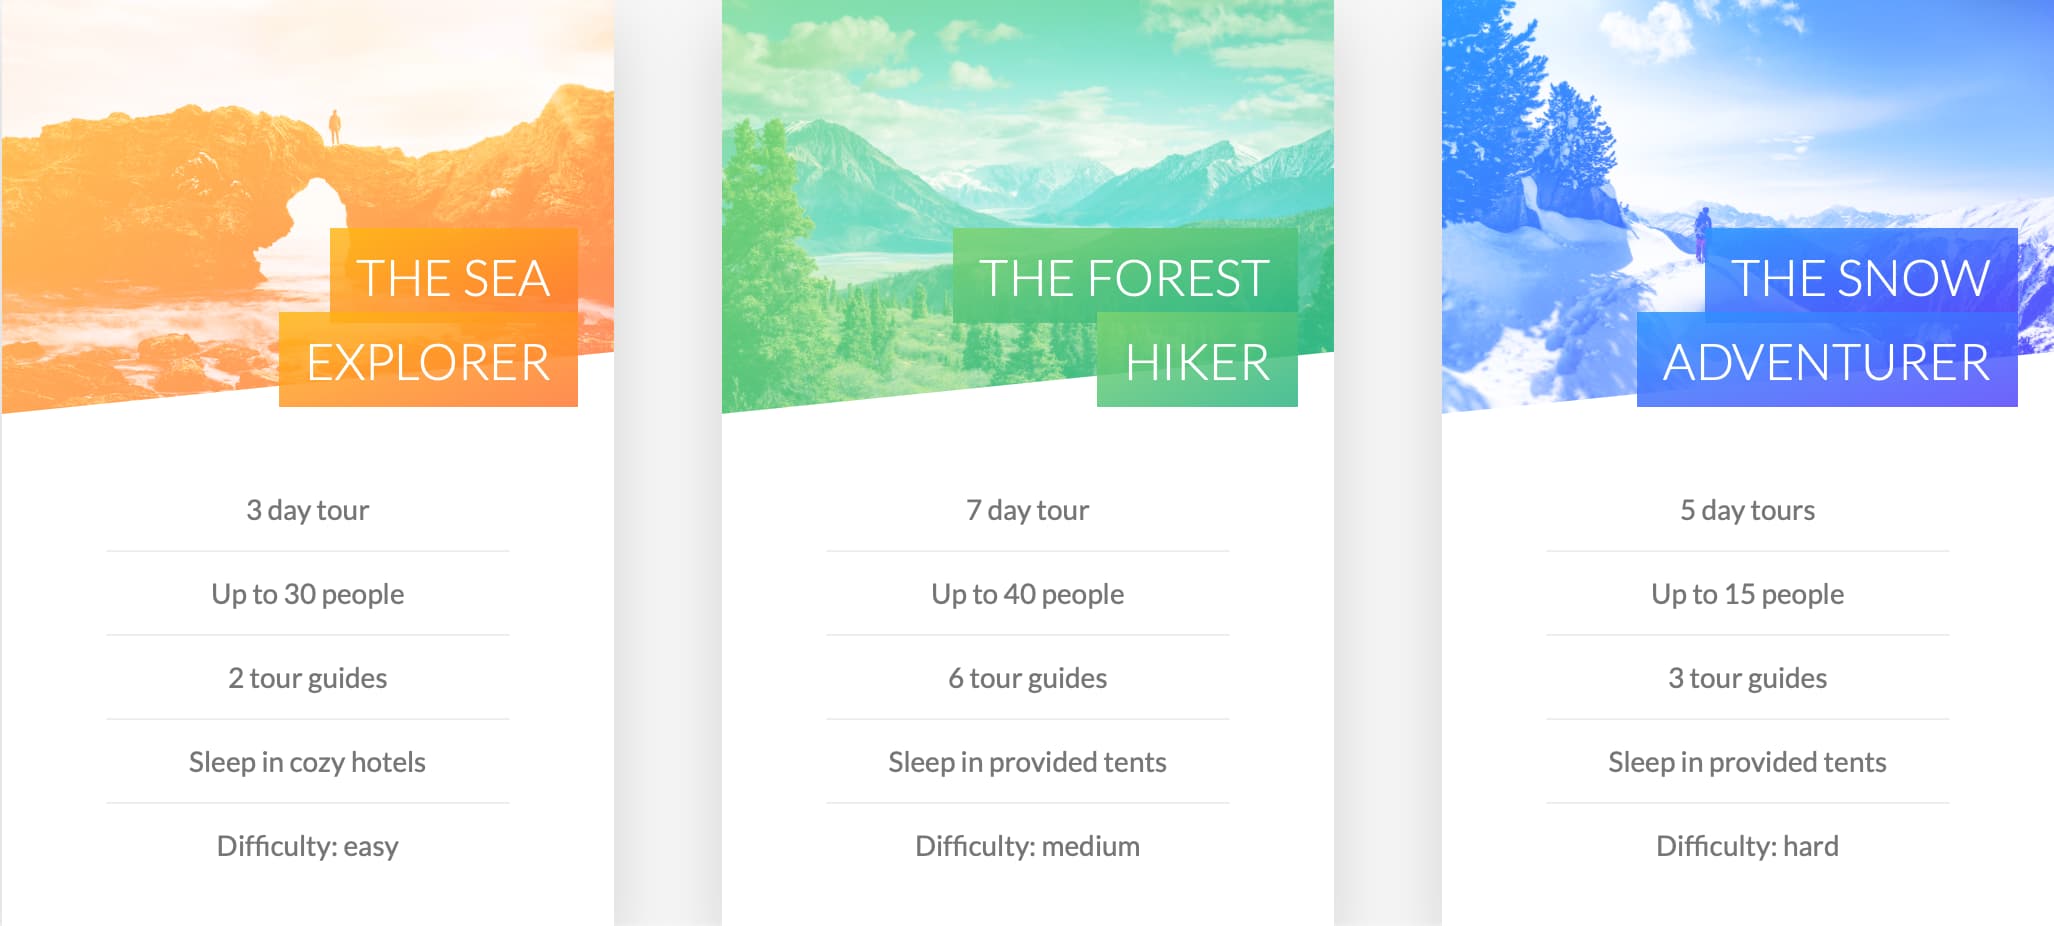 THE SEA
EXPLORER
3 day tour
Up to 30 people
2 tour guides
Sleep in cozy hotels
Difficulty: easy
THE FOREST
HIKER
7 day tour
Up to 40 people
6 tour guides
Sleep in provided tents
Difficulty: medium
THE SNOW
ADVENTURER
5 day tours
Up to 15 people
3 tour guides
Sleep in provided tents
Difficulty: hard